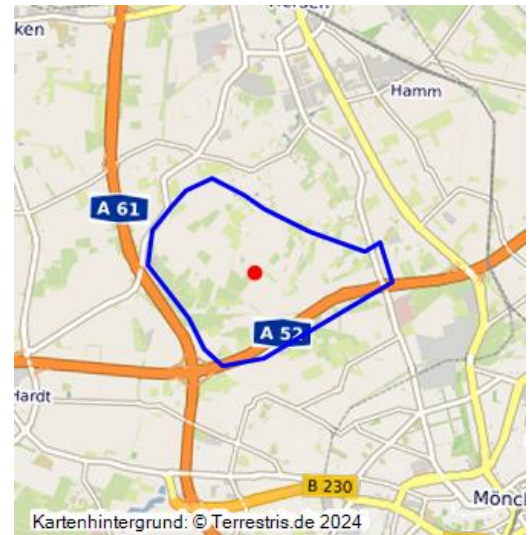 ken
Hamm
A 61
A 52
Hardt
B 230
Mönc
Kartenhintergrund: © Terrestris.de 2024